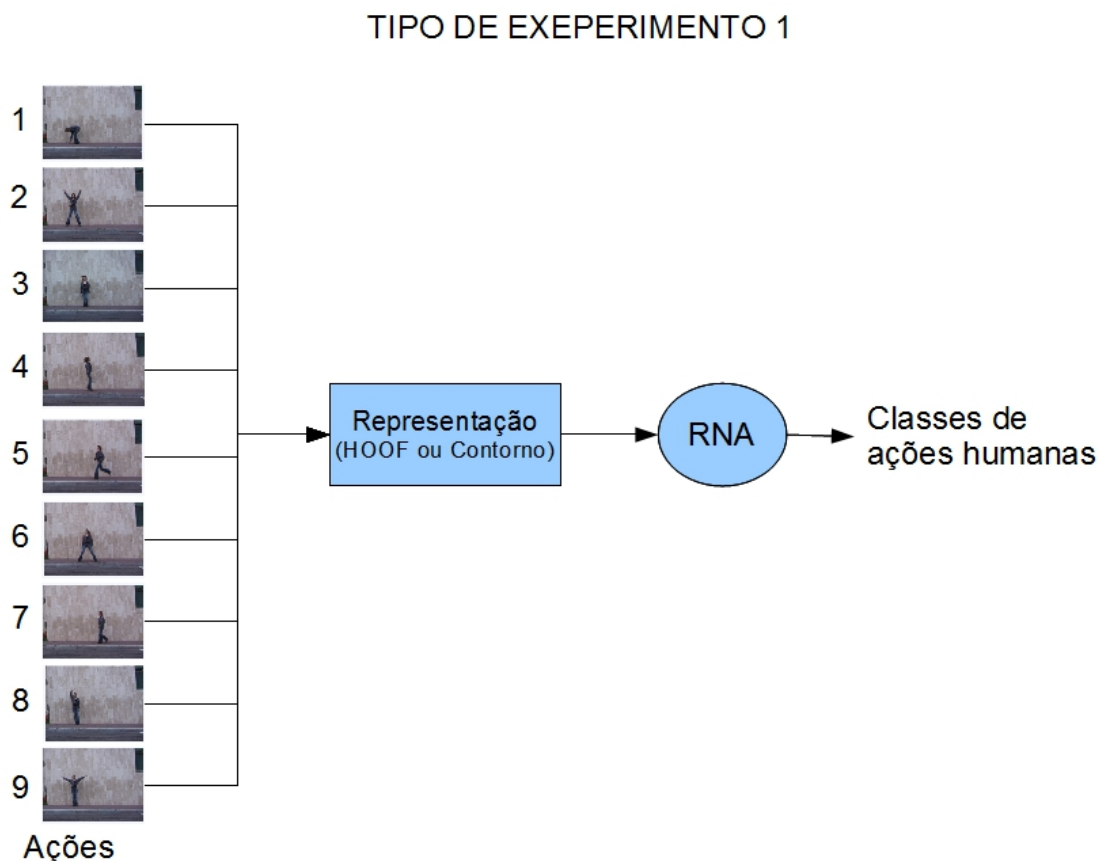 TIPO DE EXEPERIMENTO 1
1
2
3
4
5
6
7
8
9
Ações
Representação
(HOOF ou Contorno)
RNA
Classes de
ações humanas